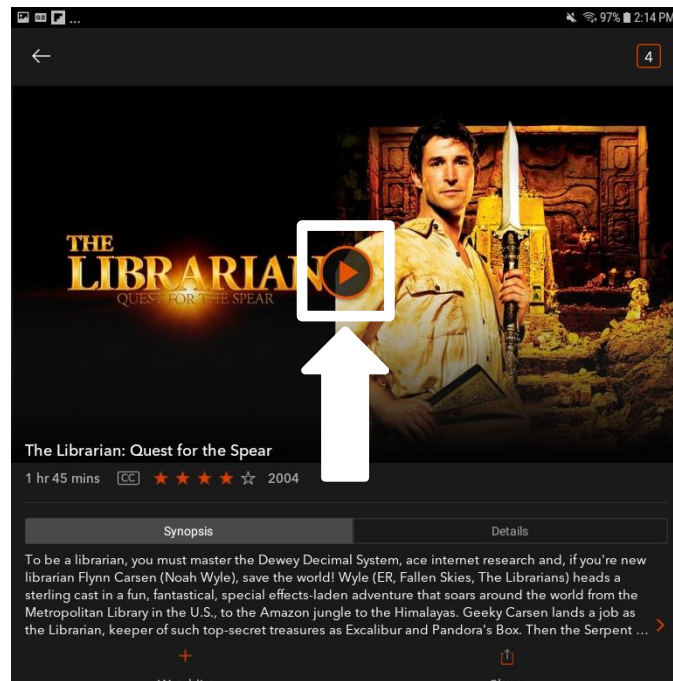 ... 97% 2:14 PM
4
THE
LIBRARIAN
QUEST FOR THE SPEAR
The Librarian: Quest for the Spear
1 hr 45 mins CC 2004
Synopsis Details
To be a librarian, you must master the Dewey Decimal System, ace internet research and, if you're new
librarian Flynn Carsen (Noah Wyle), save the world! Wyle (ER, Fallen Skies, The Librarians) heads a
sterling cast in a fun, fantastical, special effects-laden adventure that soars around the world from the
Metropolitan Library in the U.S., to the Amazon jungle to the Himalayas. Geeky Carsen lands a job as
the Librarian, keeper of such top-secret treasures as Excalibur and Pandora's Box. Then the Serpent ...